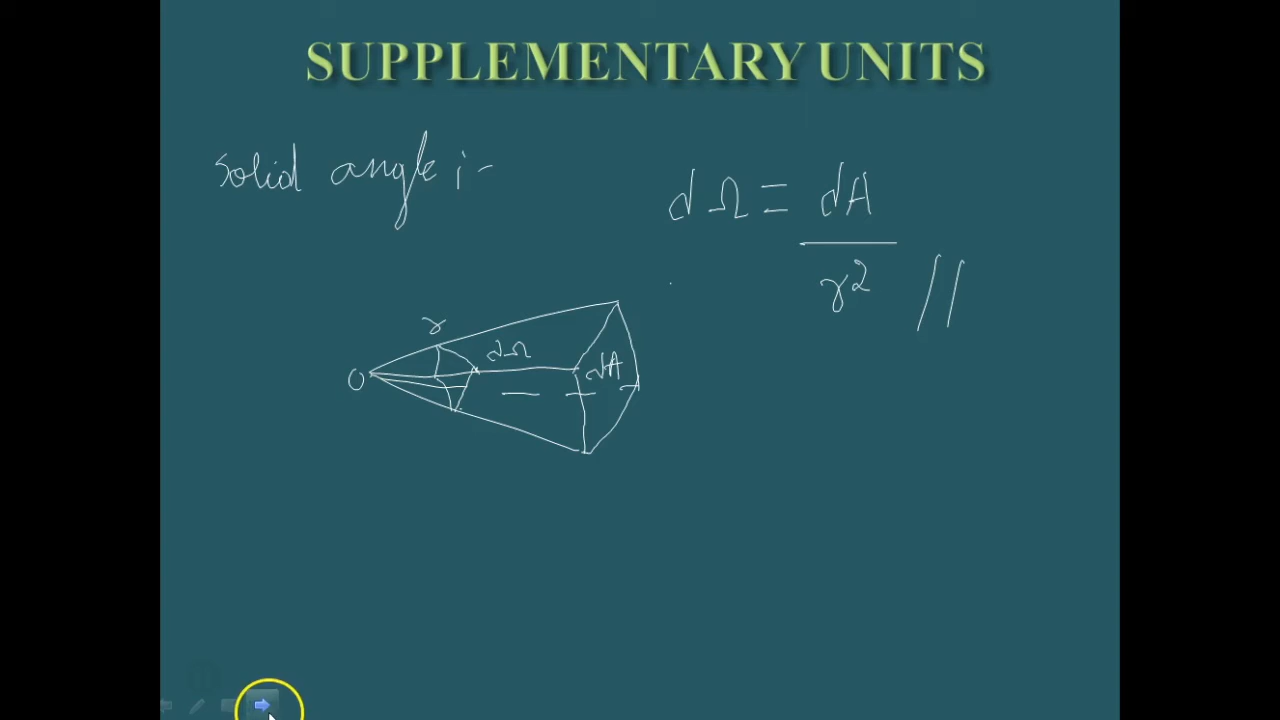 SUPPLEMENTARY UNITS
Solid angle :-
dΩ = dA
r2 //
r
dΩ
dA
O